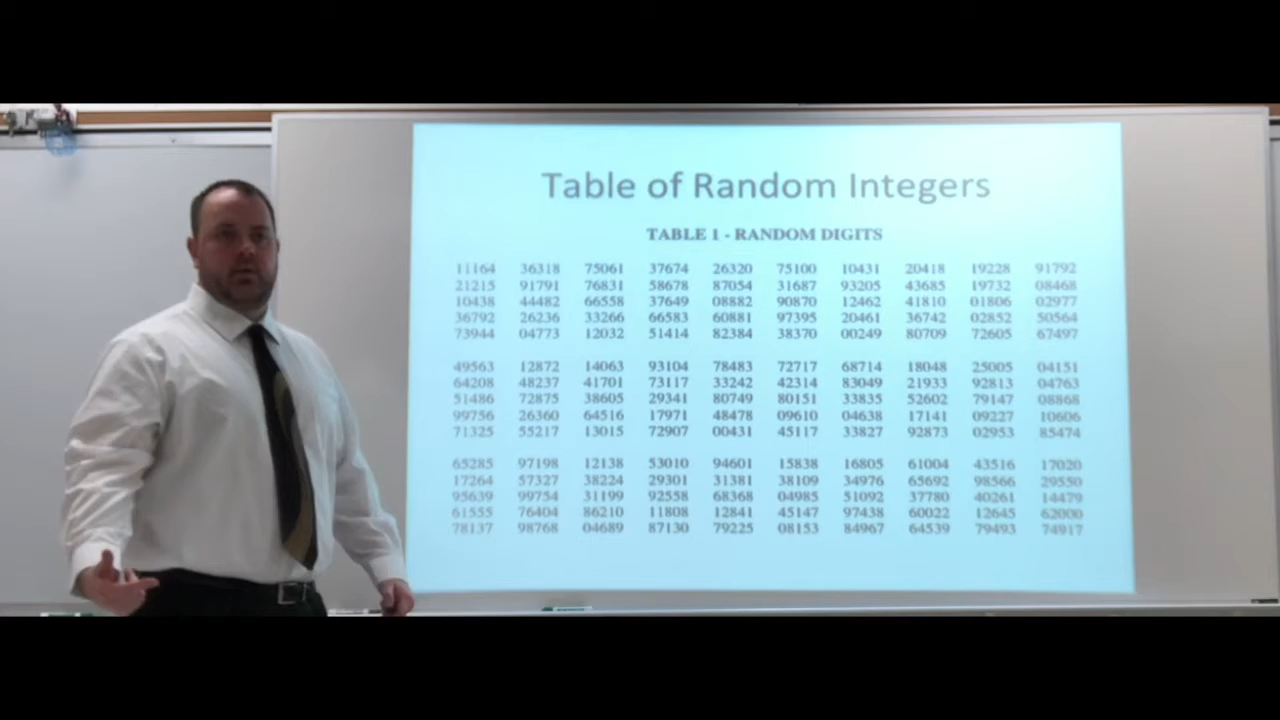 Table of Random Integers
TABLE 1 - RANDOM DIGITS
11164 36318 75061 37674 26320 75100 10431 20418 19228 91792
21215 91791 76831 58678 87054 31687 93205 43685 19732 08468
10438 44482 66558 37649 08882 90870 12462 41810 01806 02977
36792 26236 33266 66583 60881 97395 20461 36742 02852 50564
73944 04773 12032 51414 82384 38370 00249 80709 72605 67497
49563 12872 14063 93104 78483 72717 68714 18048 25005 04151
64208 48237 41701 73117 33242 42314 83049 21933 92813 04763
51486 72875 38605 29341 80749 80151 33835 52602 79147 08868
99756 26360 64516 17971 48478 09610 04638 17141 09227 10606
71325 55217 13015 72907 00431 45117 33827 92873 02953 85474
65285 97198 12138 53010 94601 15838 16805 61004 43516 17020
17264 57327 38224 29301 31381 38109 34976 65692 98566 29550
95639 99754 31199 92558 68368 04985 51092 37780 40261 14479
61555 76404 86210 11808 12841 45147 97438 60022 12645 62000
78137 98768 04689 87130 79225 08153 84967 64539 79493 74917